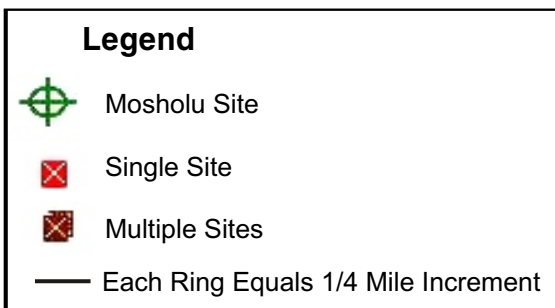 Legend
Mosholu Site
Single Site
Multiple Sites
Each Ring Equals 1/4 Mile Increment